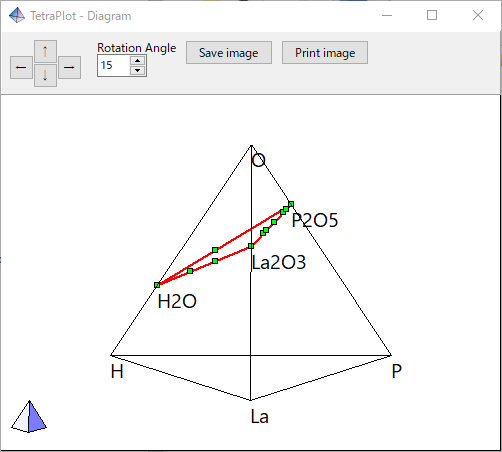 TetraPlot - Diagram
← ↑ ↓ →
Rotation Angle
15
Save image
Print image
O
P2O5
La2O3
H2O
H
P
La